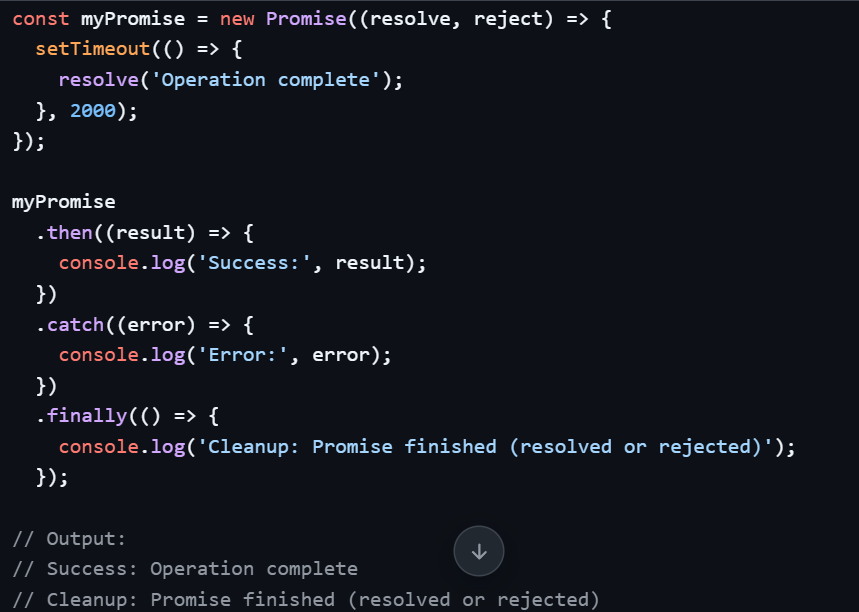 const myPromise = new Promise((resolve, reject) => {
  setTimeout(() => {
    resolve('Operation complete');
  }, 2000);
});

myPromise
  .then((result) => {
    console.log('Success:', result);
  })
  .catch((error) => {
    console.log('Error:', error);
  })
  .finally(() => {
    console.log('Cleanup: Promise finished (resolved or rejected)');
  });

// Output:
// Success: Operation complete
// Cleanup: Promise finished (resolved or rejected)